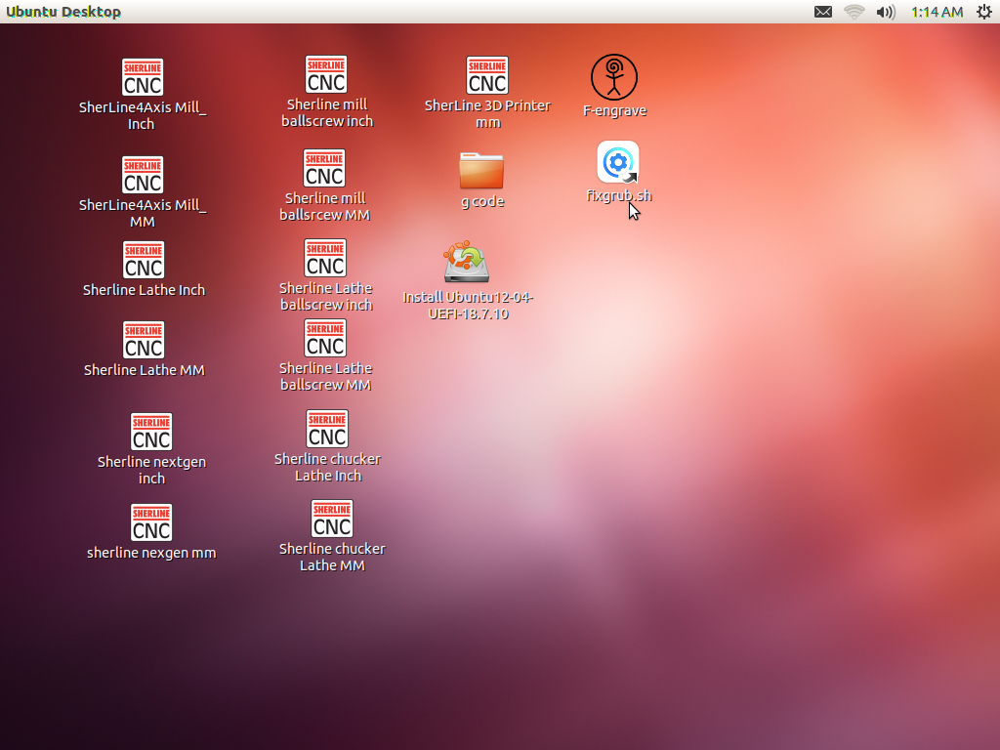 Ubuntu Desktop
1:14 AM
SHERLINE
CNC
SherLine4Axis Mill_
Inch
SHERLINE
CNC
SherLine4Axis Mill_
MM
SHERLINE
CNC
Sherline Lathe Inch
SHERLINE
CNC
Sherline Lathe MM
SHERLINE
CNC
Sherline nextgen
inch
SHERLINE
CNC
sherline nexgen mm
SHERLINE
CNC
Sherline mill
ballscrew inch
SHERLINE
CNC
Sherline mill
ballsrcew MM
SHERLINE
CNC
Sherline Lathe
ballscrew inch
SHERLINE
CNC
Sherline Lathe
ballscrew MM
SHERLINE
CNC
Sherline chucker
Lathe Inch
SHERLINE
CNC
Sherline chucker
Lathe MM
SHERLINE
CNC
SherLine 3D Printer
mm
g code
Install Ubuntu12-04-
UEFI-18.7.10
F-engrave
fixgrub.sh